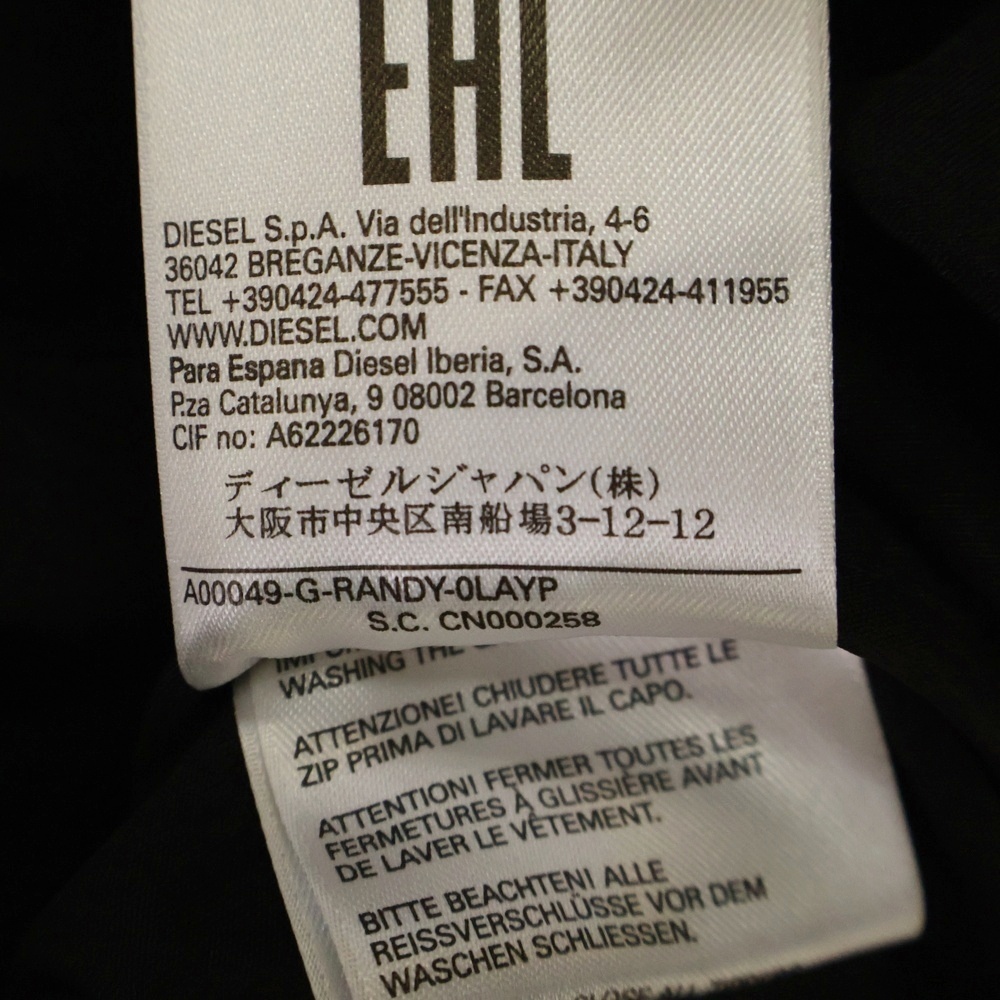 EAC
DIESEL S.p.A. Via dell'Industria, 4-6
36042 BREGANZE-VICENZA-ITALY
TEL +390424-477555 - FAX +390424-411955
WWW.DIESEL.COM
Para Espana Diesel Iberia, S.A.
P.za Catalunya, 9 08002 Barcelona
CIF no: A62226170
ディーゼルジャパン(株)
大阪市中央区南船場3-12-12
A00049-G-RANDY-0LAYP
S.C. CN000258
WASHING THE
ATTENZIONE! CHIUDERE TUTTE LE
ZIP PRIMA DI LAVARE IL CAPO.
ATTENTION! FERMER TOUTES LES
FERMETURES À GLISSIÈRE AVANT
DE LAVER LE VÊTEMENT.
BITTE BEACHTEN! ALLE
REISSVERSCHLÜSSE VOR DEM
WASCHEN SCHLIESSEN.